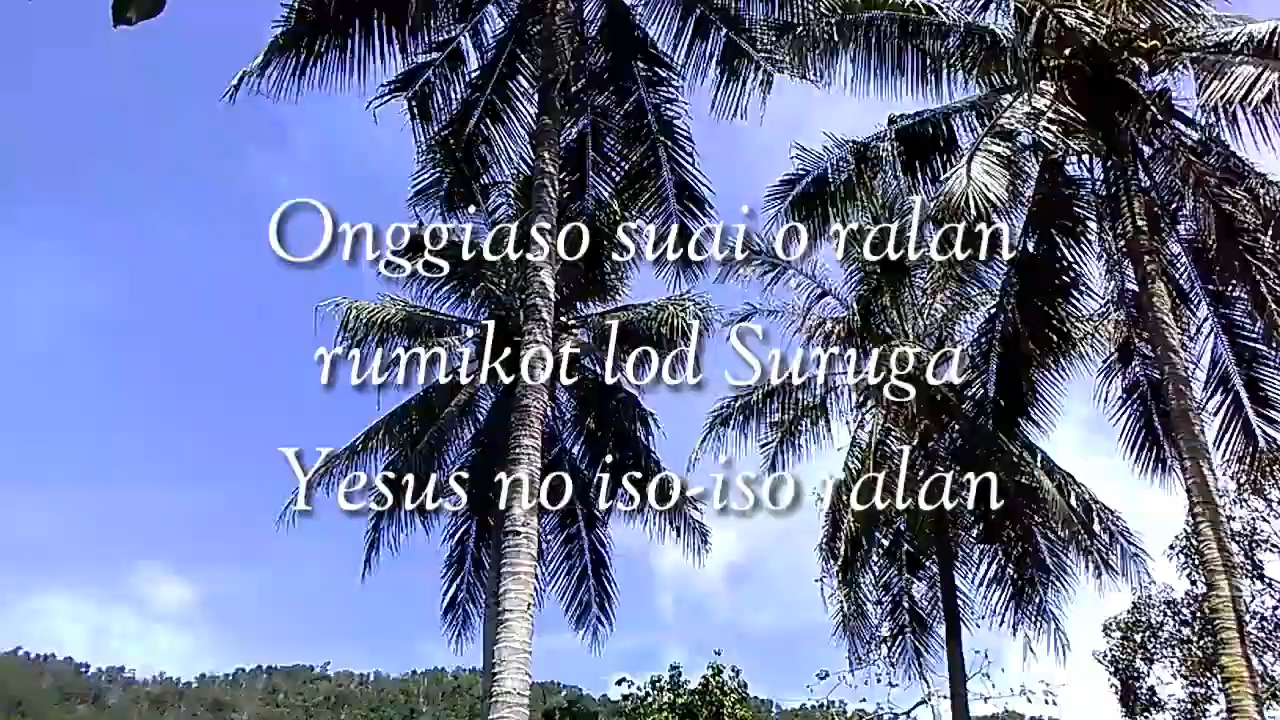 Onggiaso suai o ralan
rumikot lod Suruga
Yesus no iso-iso ralan